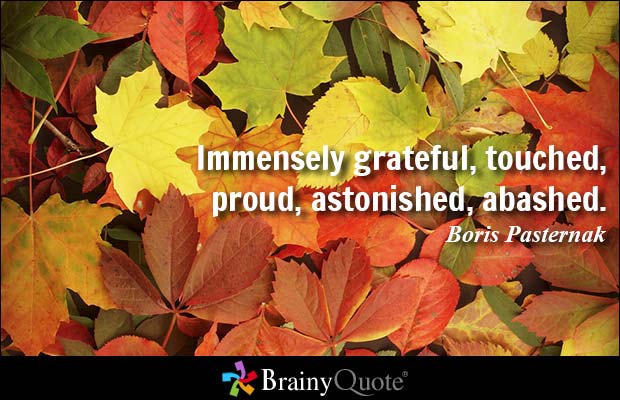 Immensely grateful, touched,
proud, astonished, abashed.
Boris Pasternak
BrainyQuote®